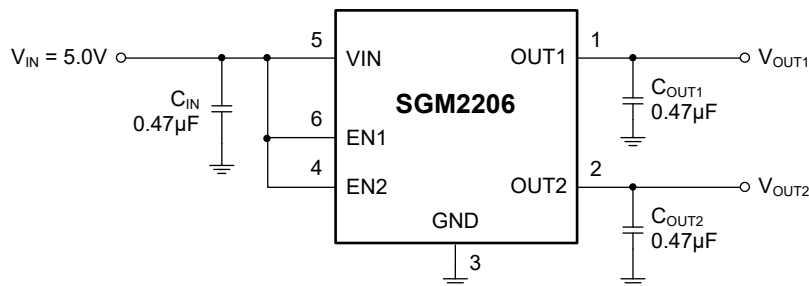 V_IN = 5.0V
C_IN
0.47µF
5
VIN
6
EN1
4
EN2
SGM2206
GND
3
OUT1
1
V_OUT1
C_OUT1
0.47µF
OUT2
2
V_OUT2
C_OUT2
0.47µF